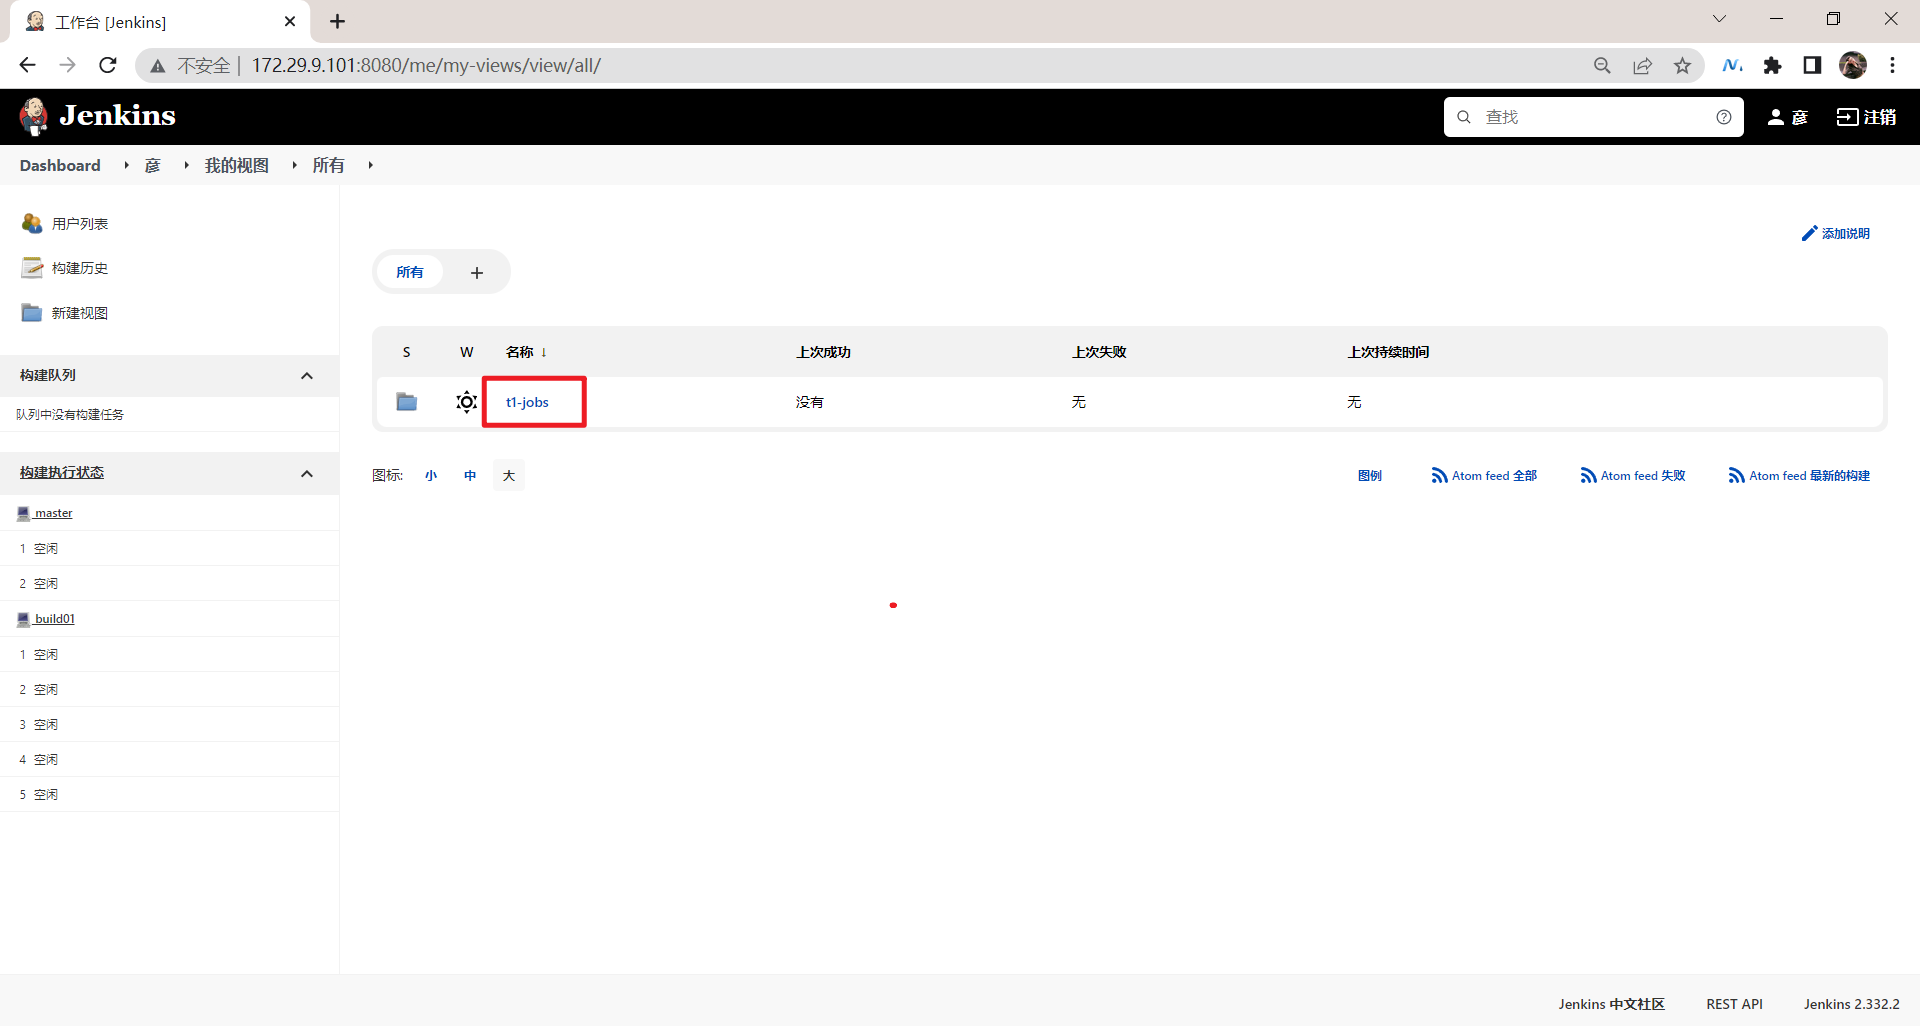 工作台 [Jenkins]
不安全 172.29.9.101:8080/me/my-views/view/all/
Jenkins
查找
彦
注销
Dashboard 彦 我的视图 所有
用户列表
构建历史
新建视图
构建队列
队列中没有构建任务
构建执行状态
master
1 空闲
2 空闲
build01
1 空闲
2 空闲
3 空闲
4 空闲
5 空闲
添加说明
所有 +
S W 名称 ↓ 上次成功 上次失败 上次持续时间
t1-jobs 没有 无 无
图标: 小 中 大
图例 Atom feed 全部 Atom feed 失败 Atom feed 最新的构建
Jenkins 中文社区 REST API Jenkins 2.332.2